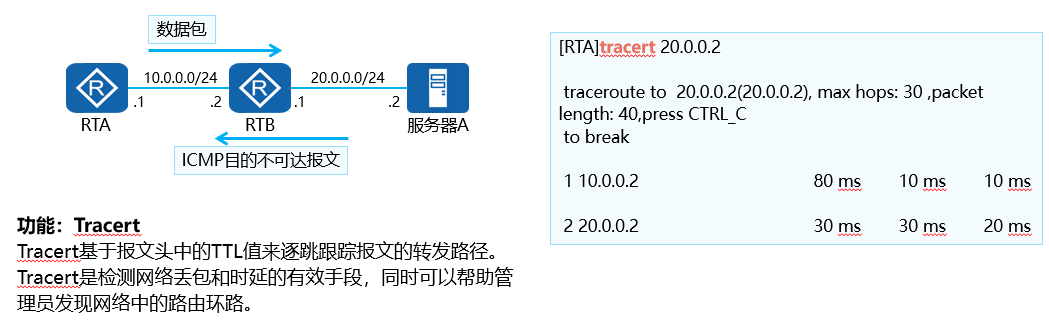 数据包
10.0.0.0/24
20.0.0.0/24
.1
.2
.1
.2
RTA
RTB
服务器A
ICMP目的不可达报文
功能：Tracert
Tracert基于报文头中的TTL值来逐跳跟踪报文的转发路径。
Tracert是检测网络丢包和时延的有效手段，同时可以帮助管
理员发现网络中的路由环路。
[RTA]tracert 20.0.0.2
traceroute to  20.0.0.2(20.0.0.2), max hops: 30 ,packet
length: 40,press CTRL_C
to break
1 10.0.0.2 80 ms 10 ms 10 ms
2 20.0.0.2 30 ms 30 ms 20 ms